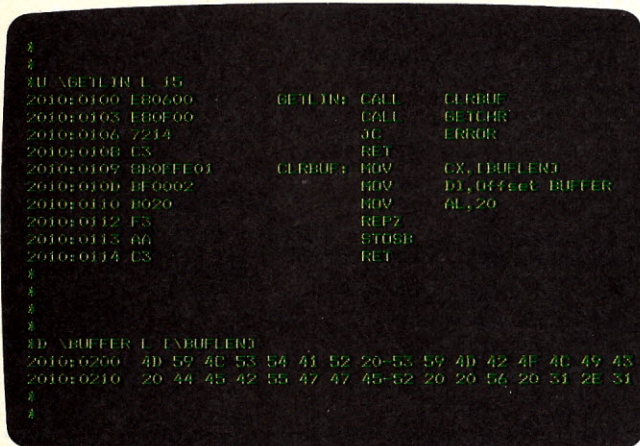 *
*
*U \GETLIN L 15
2010:0100 E80600 GETLIN: CALL CLRBUF
2010:0103 E80F00 CALL GETCHR
2010:0106 7214 JC ERROR
2010:0108 C3 RET
2010:0109 8B0EFE01 CLRBUF: MOV CX,[BUFLEN]
2010:010D BF0002 MOV DI,Offset BUFFER
2010:0110 B020 MOV AL,20
2010:0112 F3 REPZ
2010:0113 AA STOSB
2010:0114 C3 RET
*
*
*
*
*D \BUFFER L [\BUFLEN]
2010:0200 4D 59 4C 53 54 41 52 20-53 59 4D 42 4F 4C 49 43
2010:0210 20 44 45 42 55 47 47 45-52 20 20 56 20 31 2E 31
*
*